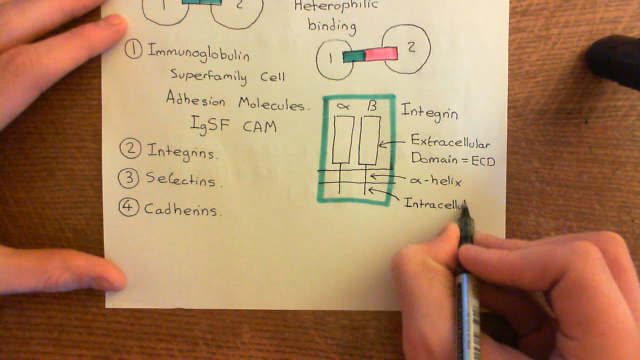 1 2
Heterophilic
binding
1 2
① Immunoglobulin
Superfamily Cell
Adhesion Molecules.
IgSF CAM
② Integrins.
③ Selectins.
④ Cadherins.
α β
Integrin
Extracellular
Domain = ECD
α-helix
Intracellu